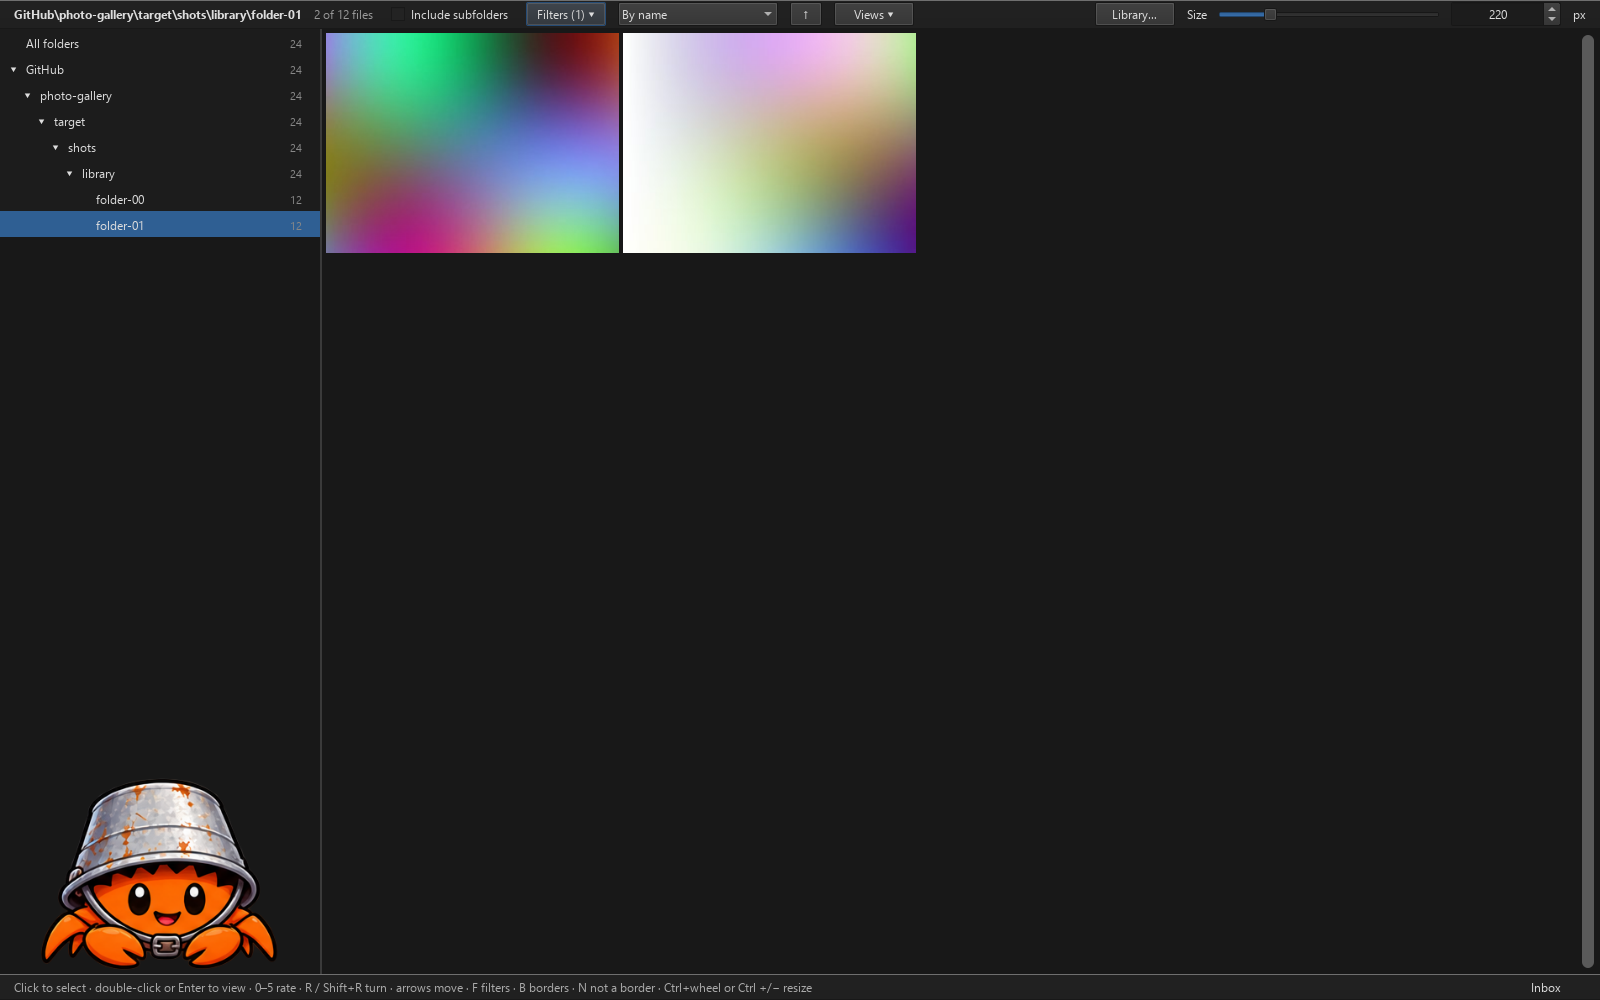 GitHub\photo-gallery\target\shots\library\folder-01 2 of 12 files Include subfolders Filters (1) ▾ By name ↑ Views ▾ Library... Size 220 px
All folders 24
GitHub 24
photo-gallery 24
target 24
shots 24
library 24
folder-00 12
folder-01 12
Click to select · double-click or Enter to view · 0–5 rate · R / Shift+R turn · arrows move · F filters · B borders · N not a border · Ctrl+wheel or Ctrl +/− resize Inbox